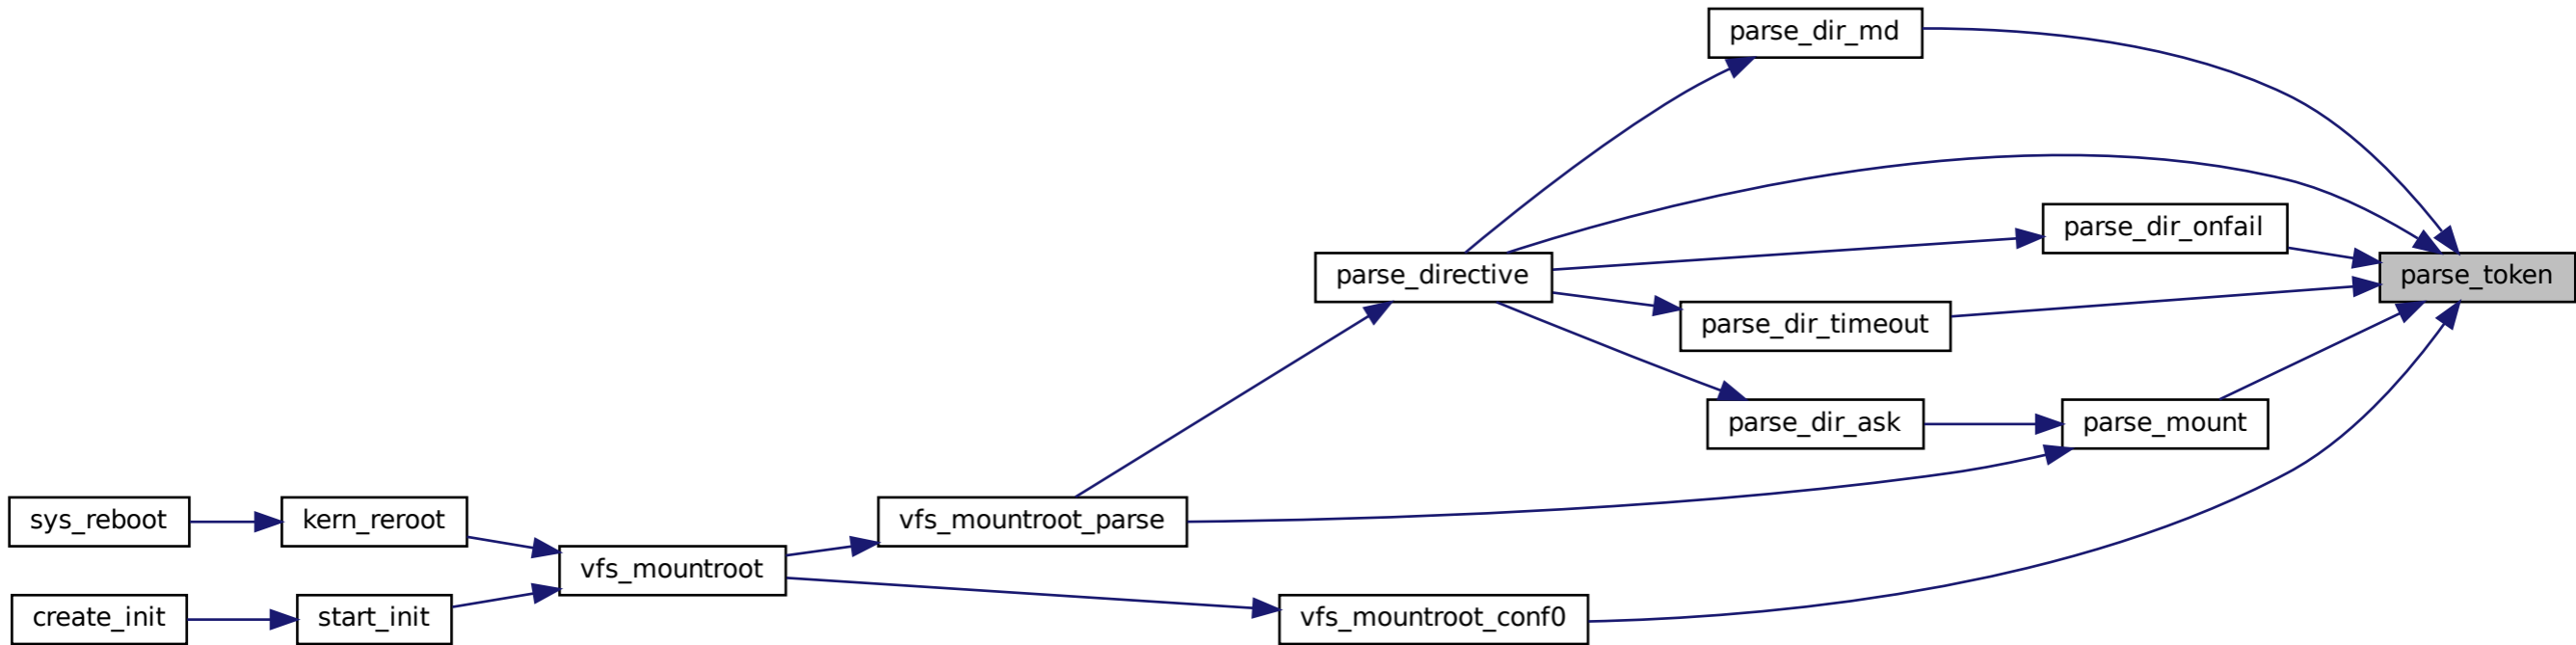 parse_dir_md
parse_dir_onfail
parse_directive
parse_token
parse_dir_timeout
parse_dir_ask
parse_mount
sys_reboot
kern_reroot
vfs_mountroot_parse
vfs_mountroot
create_init
start_init
vfs_mountroot_conf0